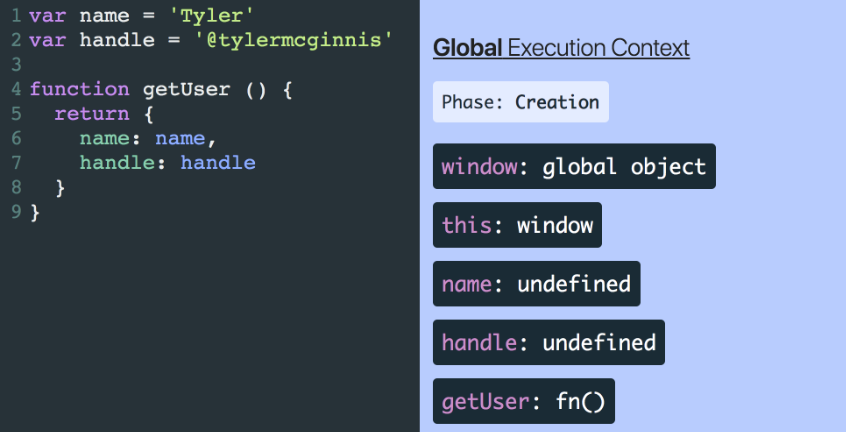 1 var name = 'Tyler'
2 var handle = '@tylermcginnis'
3
4 function getUser () {
5   return {
6     name: name,
7     handle: handle
8   }
9 }
Global Execution Context
Phase: Creation
window: global object
this: window
name: undefined
handle: undefined
getUser: fn()